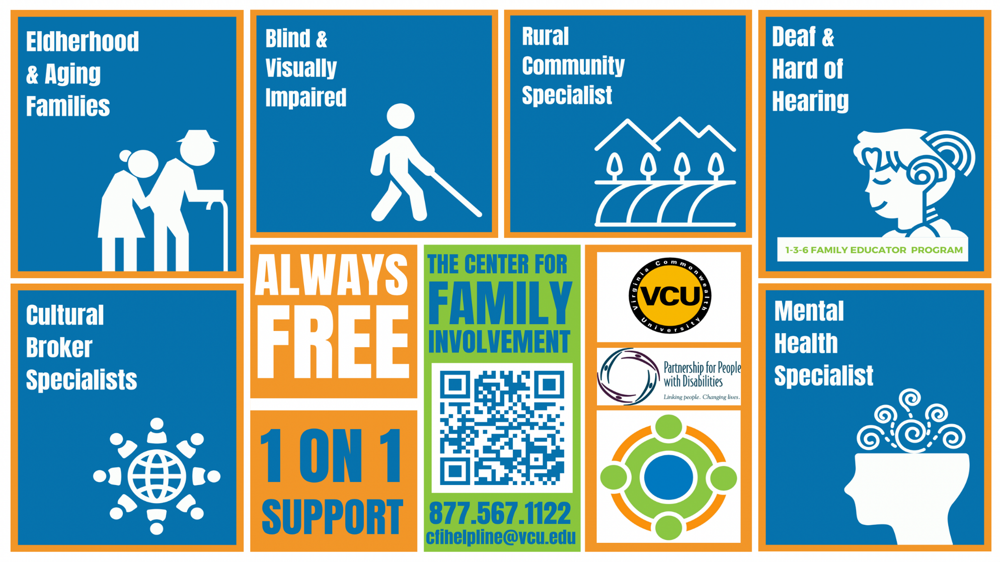 Eldherhood
& Aging
Families
Blind &
Visually
Impaired
Rural
Community
Specialist
Deaf &
Hard of
Hearing
1-3-6 FAMILY EDUCATOR PROGRAM
Cultural
Broker
Specialists
ALWAYS
FREE
1 ON 1
SUPPORT
THE CENTER FOR
FAMILY
INVOLVEMENT
877.567.1122
cfihelpline@vcu.edu
Virginia Commonwealth University
VCU
Partnership for People
with Disabilities
Linking people. Changing lives.
Mental
Health
Specialist